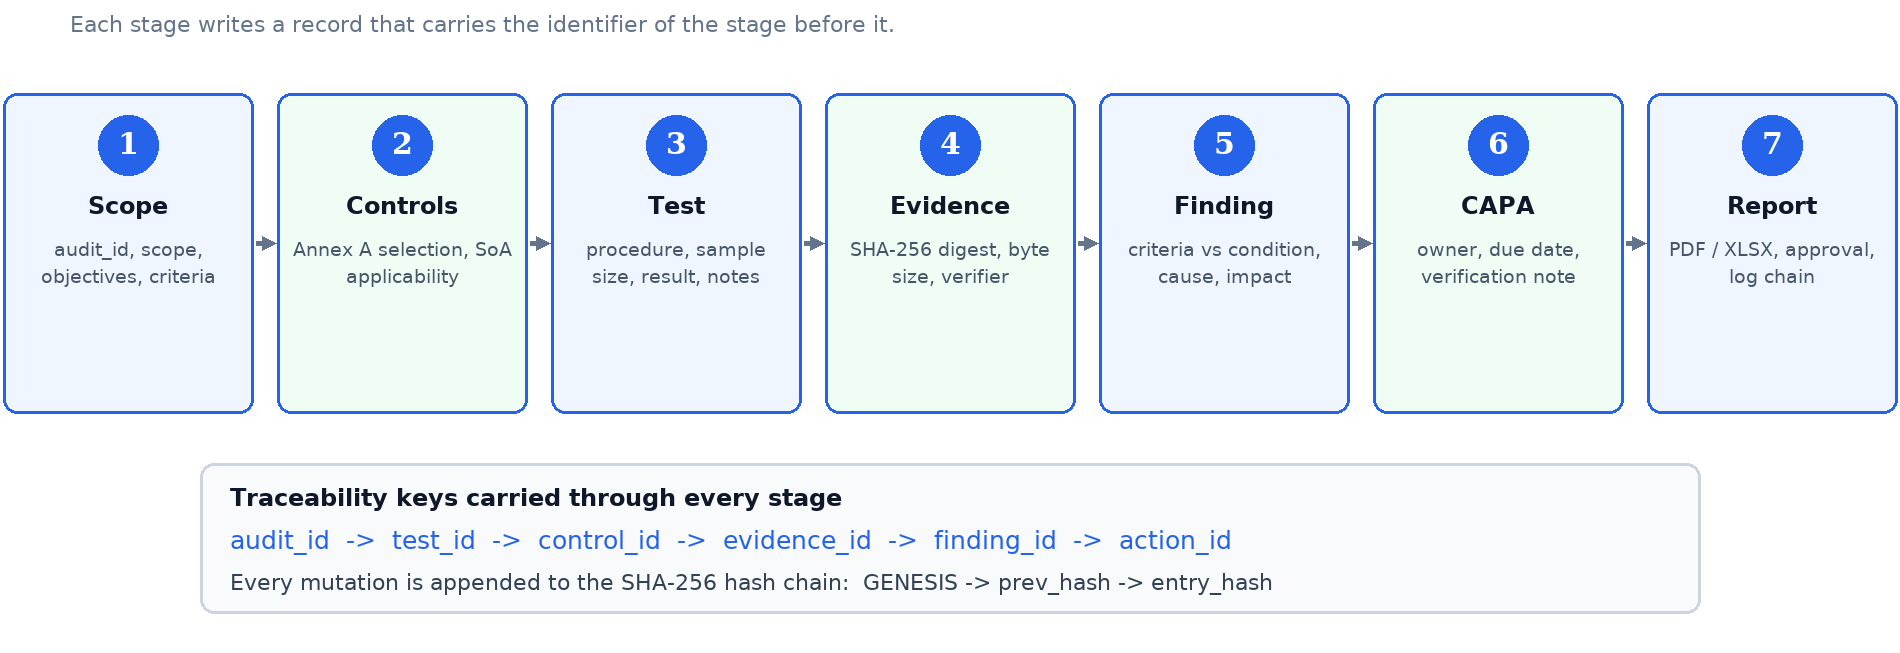 Each stage writes a record that carries the identifier of the stage before it.
1
Scope
audit_id, scope,
objectives, criteria
2
Controls
Annex A selection, SoA
applicability
3
Test
procedure, sample
size, result, notes
4
Evidence
SHA-256 digest, byte
size, verifier
5
Finding
criteria vs condition,
cause, impact
6
CAPA
owner, due date,
verification note
7
Report
PDF / XLSX, approval,
log chain
Traceability keys carried through every stage
audit_id -> test_id -> control_id -> evidence_id -> finding_id -> action_id
Every mutation is appended to the SHA-256 hash chain: GENESIS -> prev_hash -> entry_hash